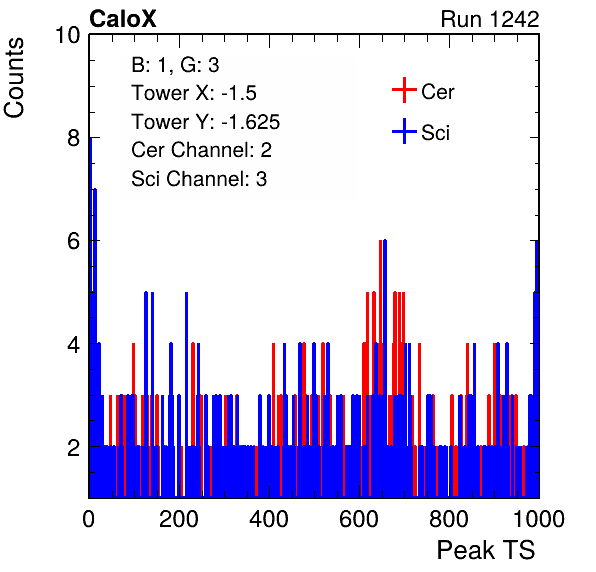 CaloX Run 1242
Counts
10
8
6
4
2
B: 1, G: 3
Tower X: -1.5
Tower Y: -1.625
Cer Channel: 2
Sci Channel: 3
Cer
Sci
0 200 400 600 800 1000
Peak TS